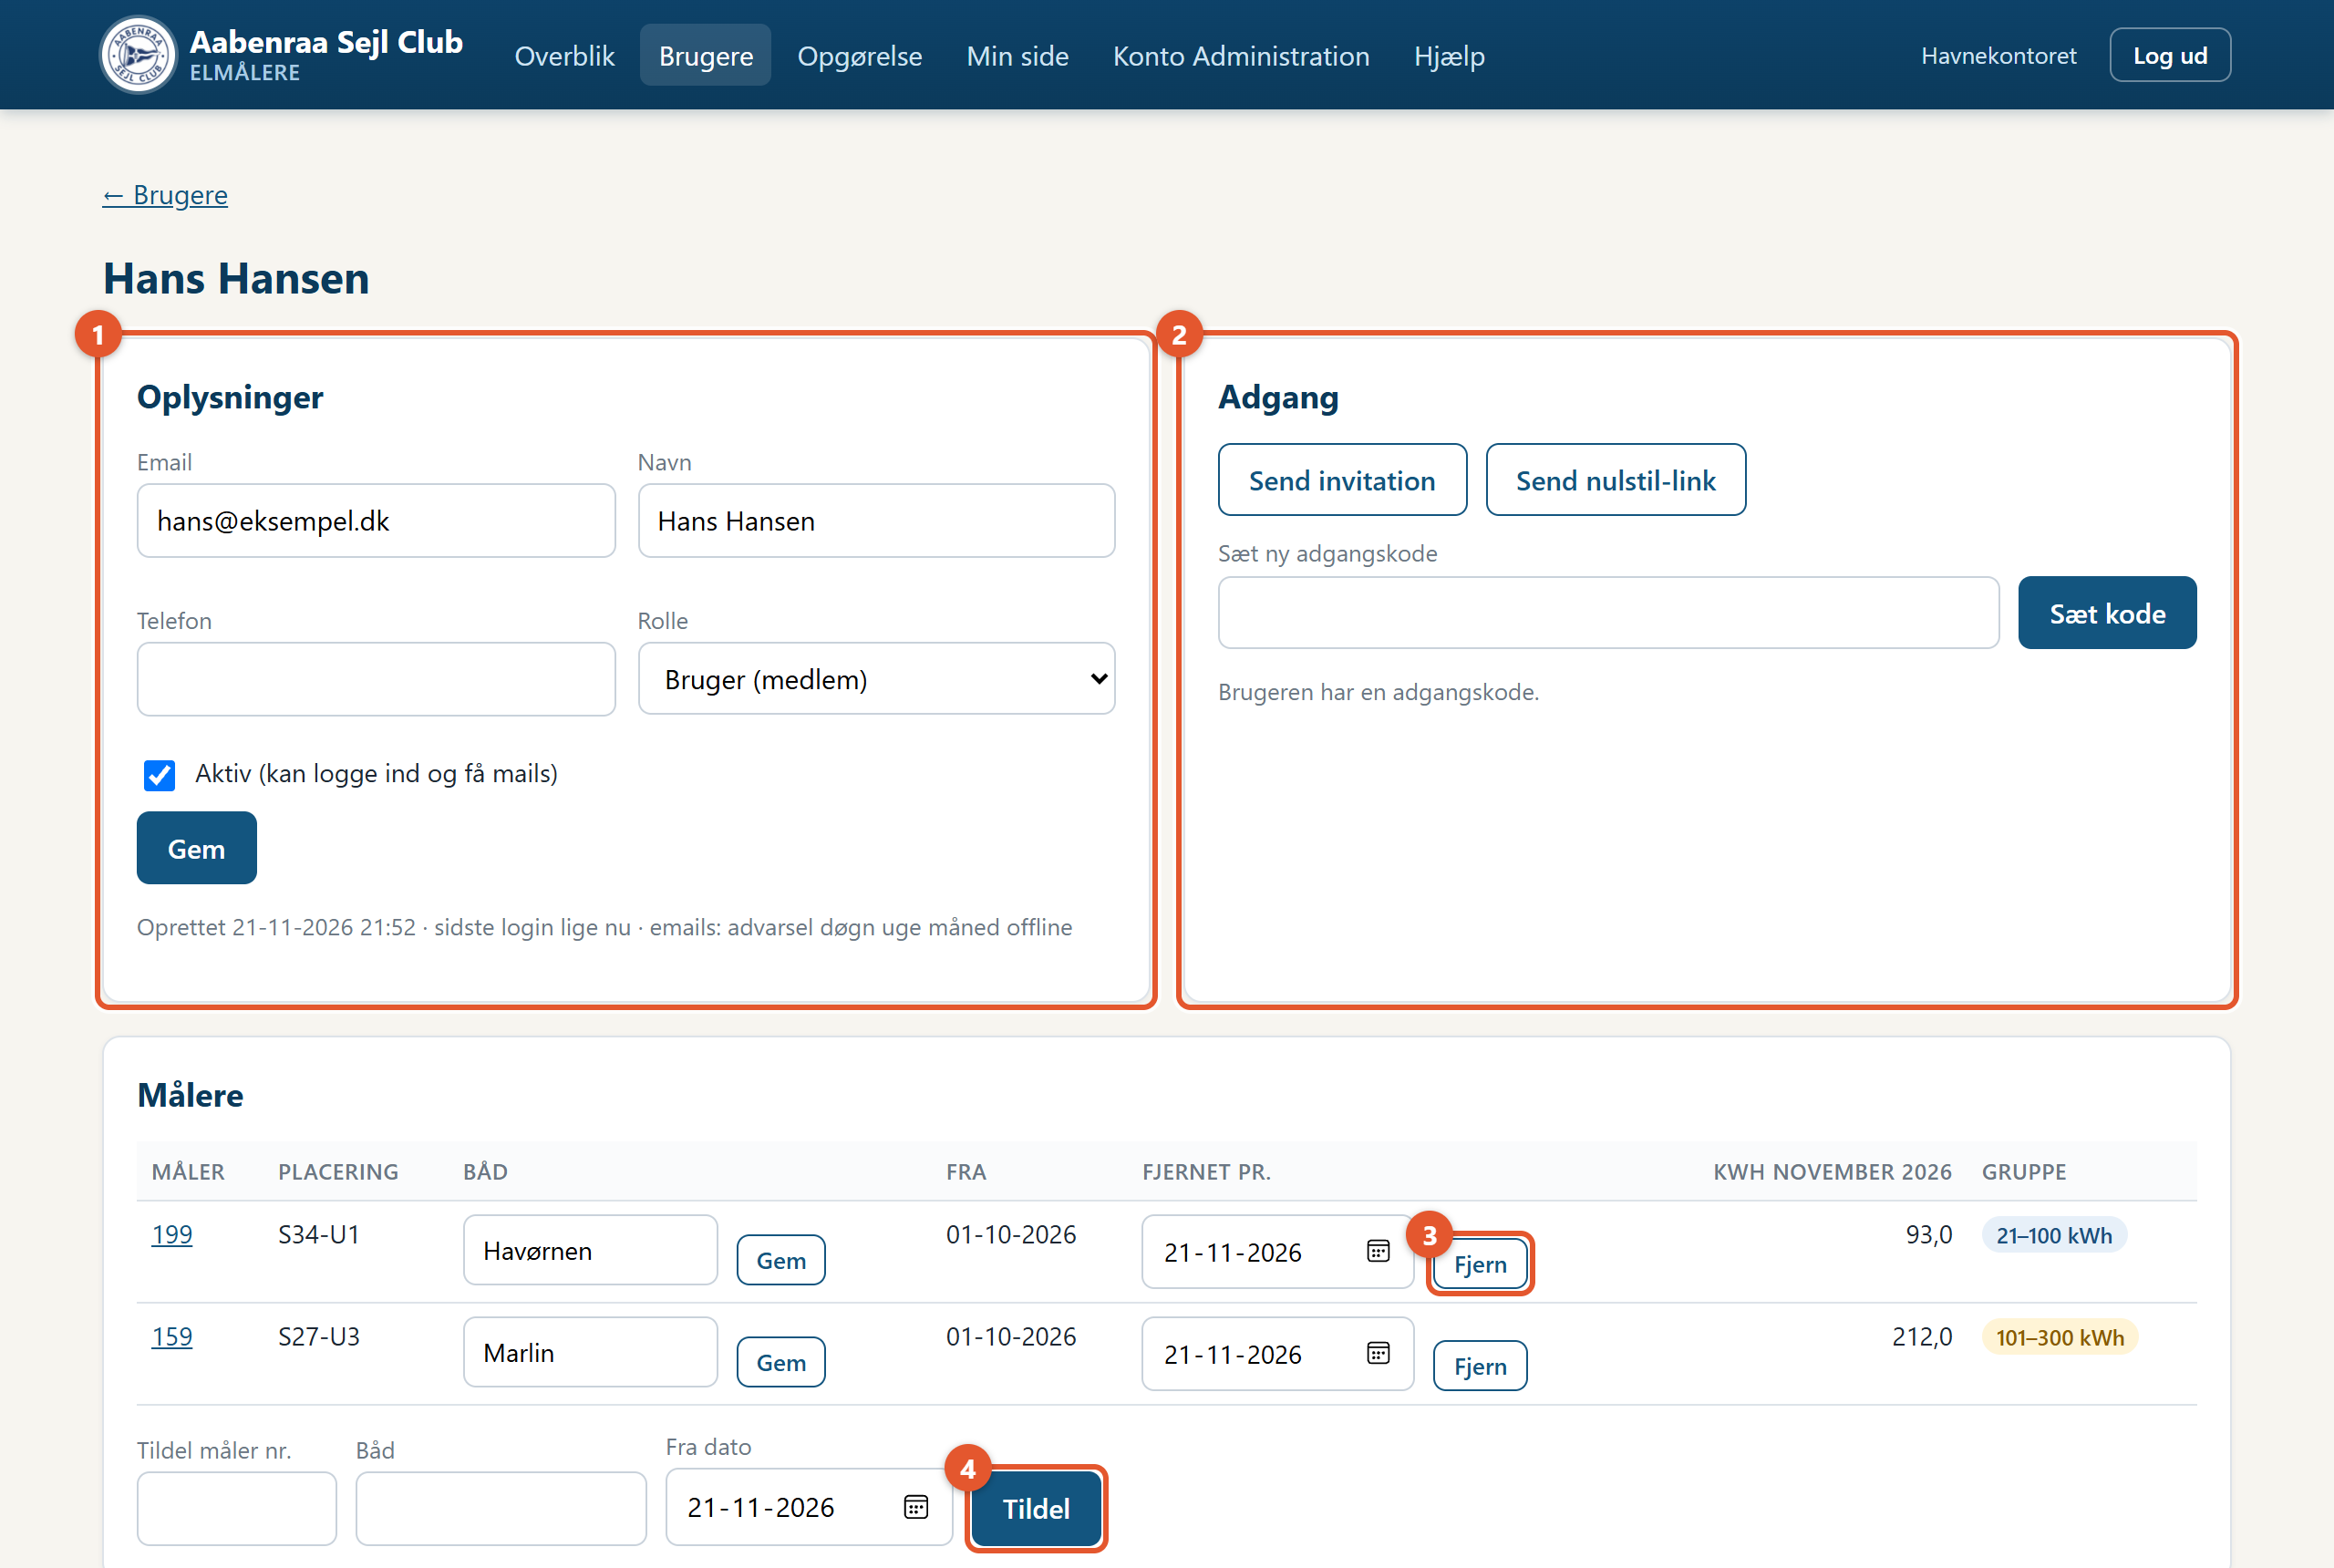 AABENRAA
SEJL CLUB
Aabenraa Sejl Club
ELMÅLERE
Overblik
Brugere
Opgørelse
Min side
Konto Administration
Hjælp
Havnekontoret
Log ud
← Brugere
Hans Hansen
1
Oplysninger
Email
Navn
hans@eksempel.dk
Hans Hansen
Telefon
Rolle
Bruger (medlem)
Aktiv (kan logge ind og få mails)
Gem
Oprettet 21-11-2026 21:52 · sidste login lige nu · emails: advarsel døgn uge måned offline
2
Adgang
Send invitation
Send nulstil-link
Sæt ny adgangskode
Sæt kode
Brugeren har en adgangskode.
Målere
MÅLER PLACERING BÅD FRA FJERNET PR. KWH NOVEMBER 2026 GRUPPE
199 S34-U1 Havørnen Gem 01-10-2026 21-11-2026 3 Fjern 93,0 21–100 kWh
159 S27-U3 Marlin Gem 01-10-2026 21-11-2026 Fjern 212,0 101–300 kWh
Tildel måler nr. Båd Fra dato
21-11-2026 4 Tildel